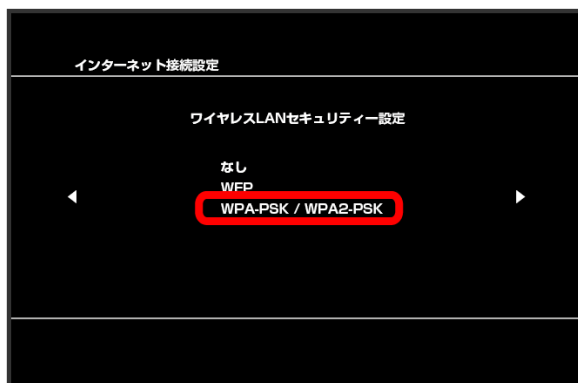 インターネット接続設定
ワイヤレスLANセキュリティー設定
なし
WEP
WPA-PSK / WPA2-PSK